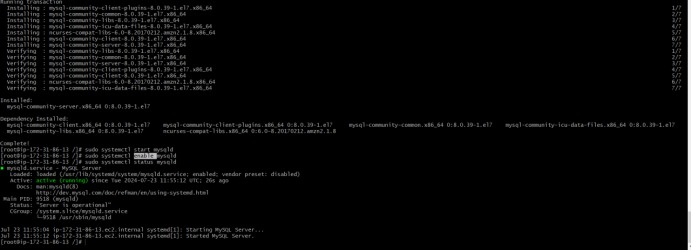 Running transaction
Installing : mysql-community-client-plugins-8.0.39-1.el7.x86_64 1/7
Installing : mysql-community-common-8.0.39-1.el7.x86_64 2/7
Installing : mysql-community-libs-8.0.39-1.el7.x86_64 3/7
Installing : mysql-community-icu-data-files-8.0.39-1.el7.x86_64 4/7
Installing : ncurses-compat-libs-6.0-8.20170212.amzn2.1.8.x86_64 5/7
Installing : mysql-community-client-8.0.39-1.el7.x86_64 6/7
Installing : mysql-community-server-8.0.39-1.el7.x86_64 7/7
Verifying : mysql-community-libs-8.0.39-1.el7.x86_64 1/7
Verifying : mysql-community-common-8.0.39-1.el7.x86_64 2/7
Verifying : mysql-community-server-8.0.39-1.el7.x86_64 3/7
Verifying : mysql-community-client-plugins-8.0.39-1.el7.x86_64 4/7
Verifying : mysql-community-icu-data-files-8.0.39-1.el7.x86_64 5/7
Verifying : ncurses-compat-libs-6.0-8.20170212.amzn2.1.8.x86_64 6/7
Verifying : mysql-community-client-8.0.39-1.el7.x86_64 7/7
Installed:
mysql-community-server.x86_64 0:8.0.39-1.el7
Dependency Installed:
mysql-community-client.x86_64 0:8.0.39-1.el7 mysql-community-client-plugins.x86_64 0:8.0.39-1.el7 mysql-community-common.x86_64 0:8.0.39-1.el7 mysql-community-icu-data-files.x86_64 0:8.0.39-1.el7
mysql-community-libs.x86_64 0:8.0.39-1.el7 ncurses-compat-libs.x86_64 0:6.0-8.20170212.amzn2.1.8
Complete!
[root@ip-172-31-86-13 /]# sudo systemctl start mysqld
[root@ip-172-31-86-13 /]# sudo systemctl enable mysqld
[root@ip-172-31-86-13 /]# sudo systemctl status mysqld
● mysqld.service - MySQL Server
Loaded: loaded (/usr/lib/systemd/system/mysqld.service; enabled; vendor preset: disabled)
Active: active (running) since Tue 2024-07-23 11:55:12 UTC; 26s ago
Docs: man:mysqld(8)
http://dev.mysql.com/doc/refman/en/using-systemd.html
Main PID: 9518 (mysqld)
Status: "Server is operational"
CGroup: /system.slice/mysqld.service
└─9518 /usr/sbin/mysqld
Jul 23 11:55:04 ip-172-31-86-13.ec2.internal systemd[1]: Starting MySQL Server...
Jul 23 11:55:12 ip-172-31-86-13.ec2.internal systemd[1]: Started MySQL Server.
[root@ip-172-31-86-13 /]#